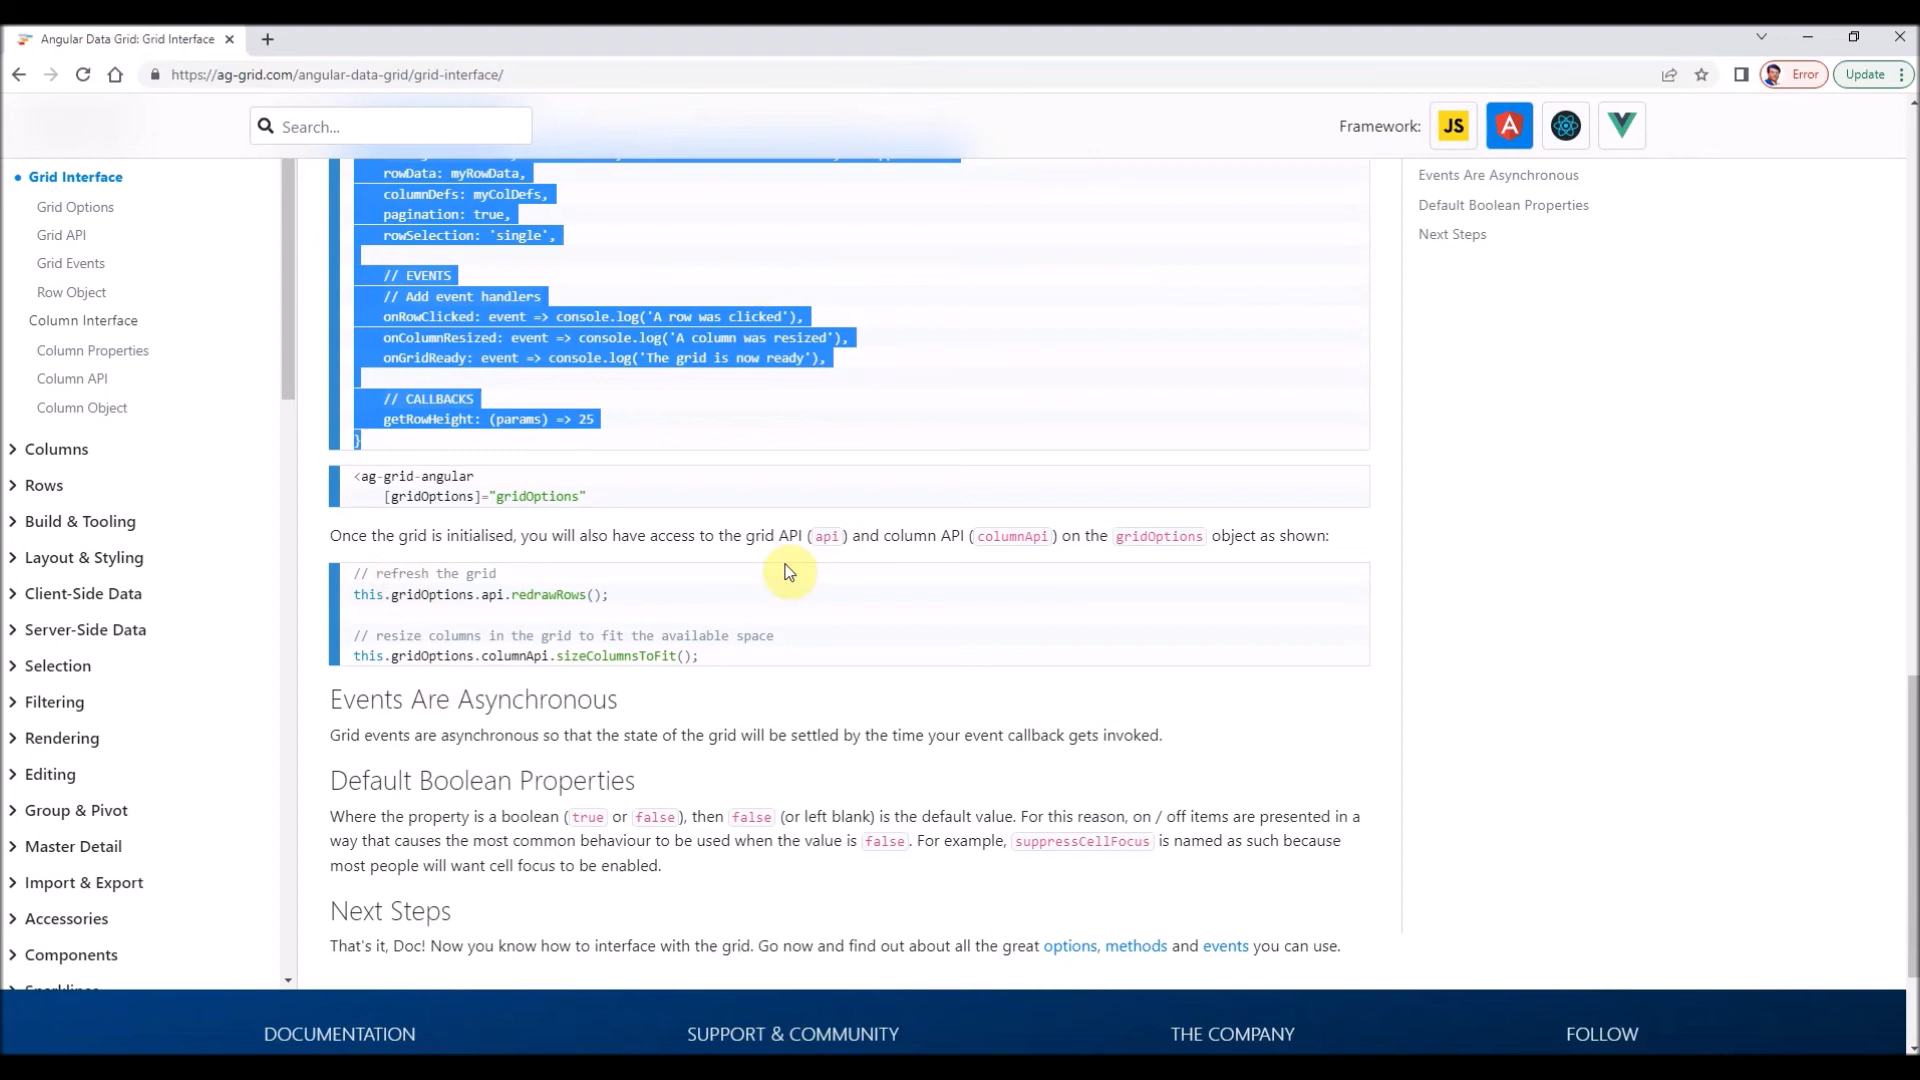 Angular Data Grid: Grid Interface
https://ag-grid.com/angular-data-grid/grid-interface/
Error
Update
Search...
Framework:
JS
Grid Interface
Grid Options
Grid API
Grid Events
Row Object
Column Interface
Column Properties
Column API
Column Object
Columns
Rows
Build & Tooling
Layout & Styling
Client-Side Data
Server-Side Data
Selection
Filtering
Rendering
Editing
Group & Pivot
Master Detail
Import & Export
Accessories
Components
rowData: myRowData,
columnDefs: myColDefs,
pagination: true,
rowSelection: 'single',
// EVENTS
// Add event handlers
onRowClicked: event => console.log('A row was clicked'),
onColumnResized: event => console.log('A column was resized'),
onGridReady: event => console.log('The grid is now ready'),
// CALLBACKS
getRowHeight: (params) => 25
}
<ag-grid-angular
[gridOptions]="gridOptions"
Once the grid is initialised, you will also have access to the grid API (api) and column API (columnApi) on the gridOptions object as shown:
// refresh the grid
this.gridOptions.api.redrawRows();
// resize columns in the grid to fit the available space
this.gridOptions.columnApi.sizeColumnsToFit();
Events Are Asynchronous
Grid events are asynchronous so that the state of the grid will be settled by the time your event callback gets invoked.
Default Boolean Properties
Where the property is a boolean (true or false), then false (or left blank) is the default value. For this reason, on / off items are presented in a
way that causes the most common behaviour to be used when the value is false. For example, suppressCellFocus is named as such because
most people will want cell focus to be enabled.
Next Steps
That's it, Doc! Now you know how to interface with the grid. Go now and find out about all the great options, methods and events you can use.
Events Are Asynchronous
Default Boolean Properties
Next Steps
DOCUMENTATION
SUPPORT & COMMUNITY
THE COMPANY
FOLLOW